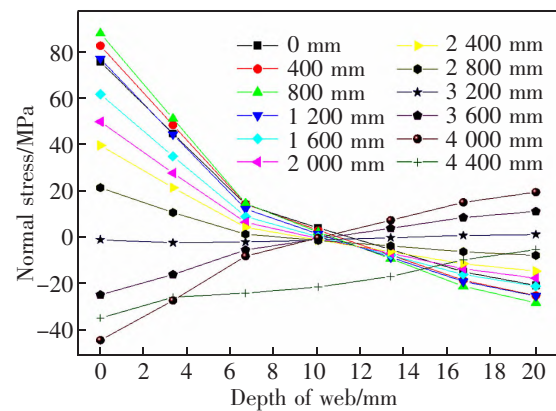 80
60
40
20
0
−20
−40
Normal stress/MPa
0 mm
400 mm
800 mm
1 200 mm
1 600 mm
2 000 mm
2 400 mm
2 800 mm
3 200 mm
3 600 mm
4 000 mm
4 400 mm
0 2 4 6 8 10 12 14 16 18 20
Depth of web/mm